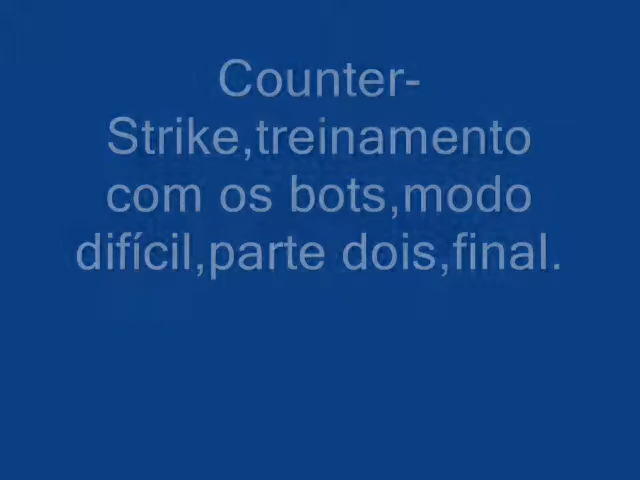 Counter-
Strike,treinamento
com os bots,modo
difícil,parte dois,final.